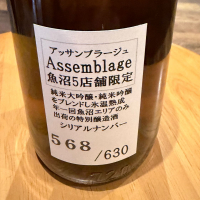 アッサンブラージュ
Assemblage
魚沼5店舗限定
純米大吟醸・純米吟醸
をブレンドし氷温熟成
年一回魚沼エリアのみ
出荷の特別醸造酒
シリアルナンバー
568/630